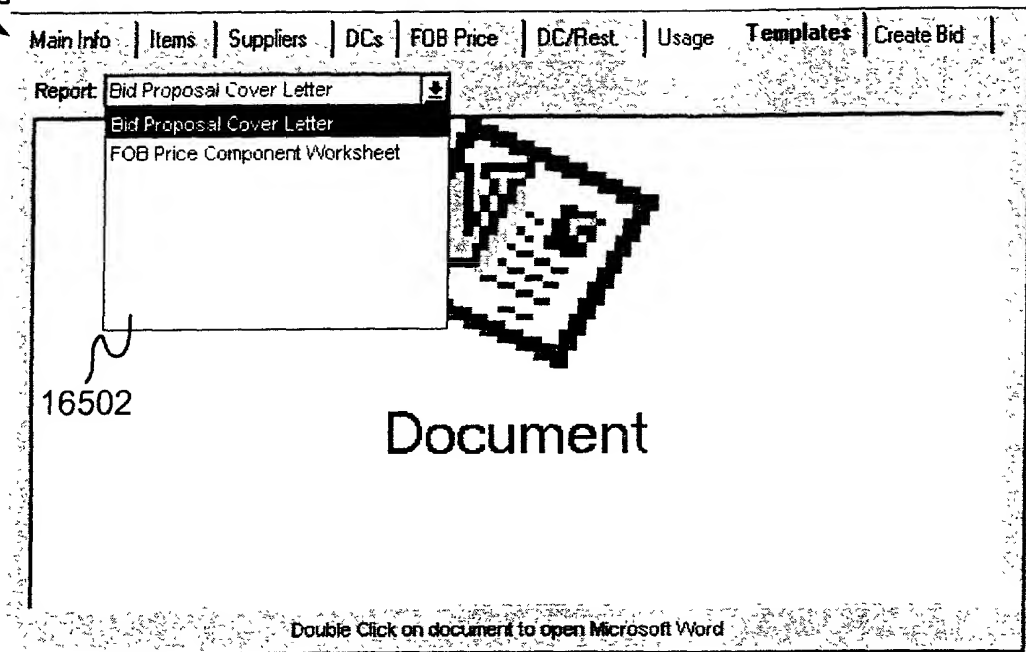 Main Info Items Suppliers DCs FOB Price DC/Rest. Usage Templates Create Bid
Report: Bid Proposal Cover Letter
Bid Proposal Cover Letter
FOB Price Component Worksheet
16502
Document
Double Click on document to open Microsoft Word